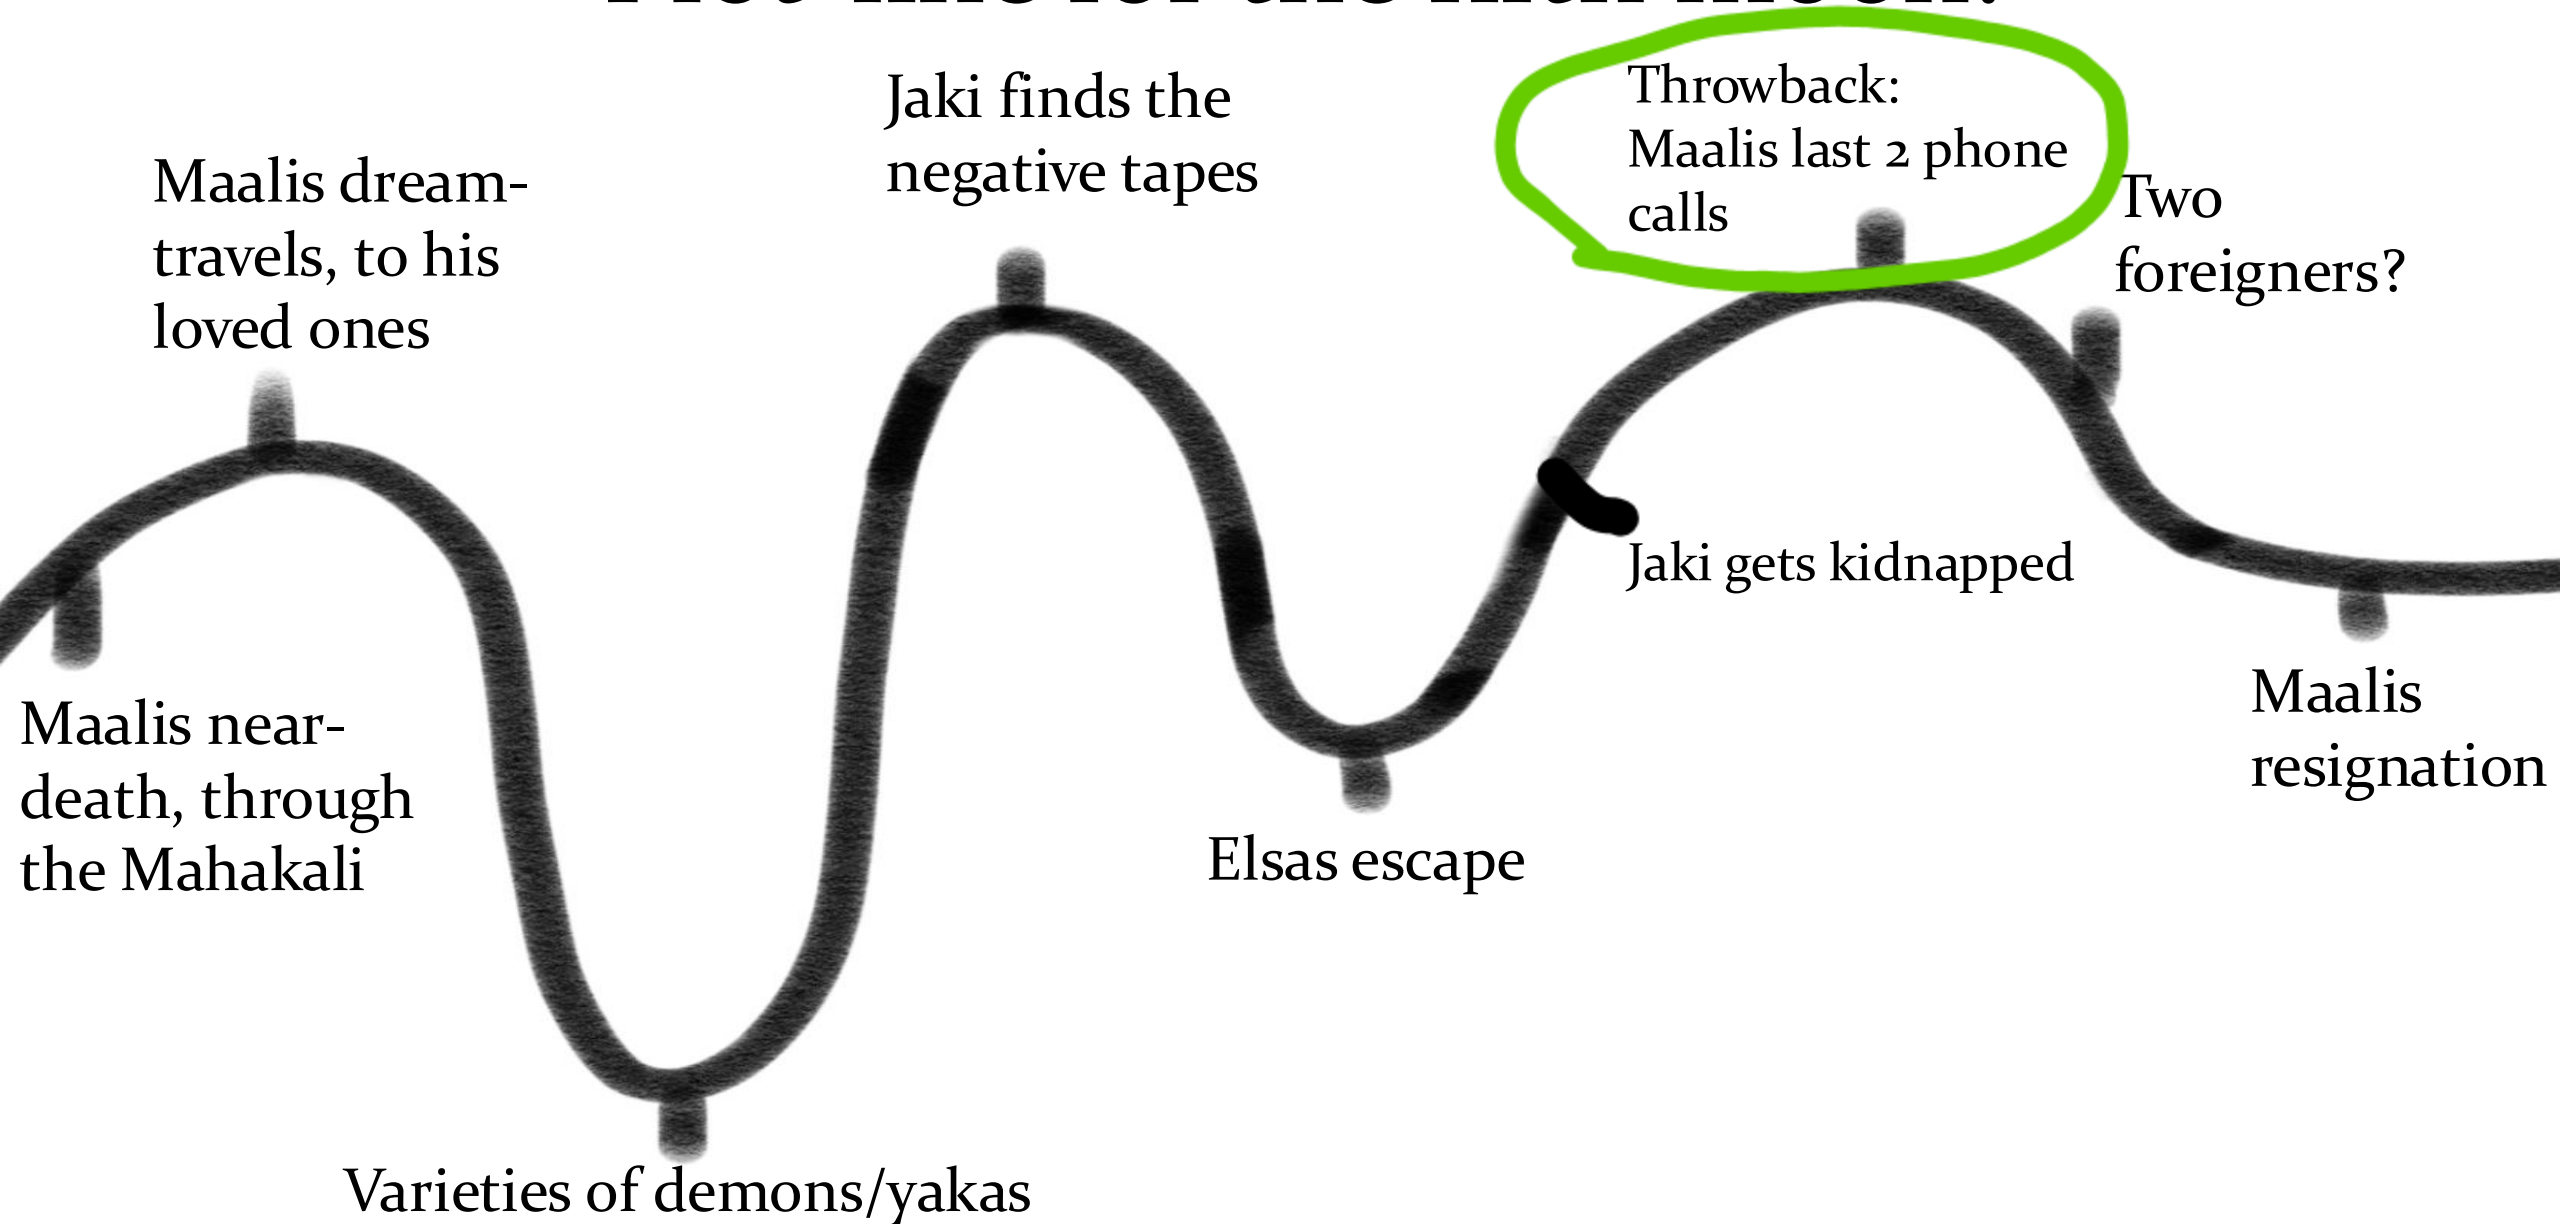 Maalis dream-
travels, to his
loved ones
Jaki finds the
negative tapes
Throwback:
Maalis last 2 phone
calls
Two
foreigners?
Jaki gets kidnapped
Maalis near-
death, through
the Mahakali
Maalis
resignation
Elsas escape
Varieties of demons/yakas